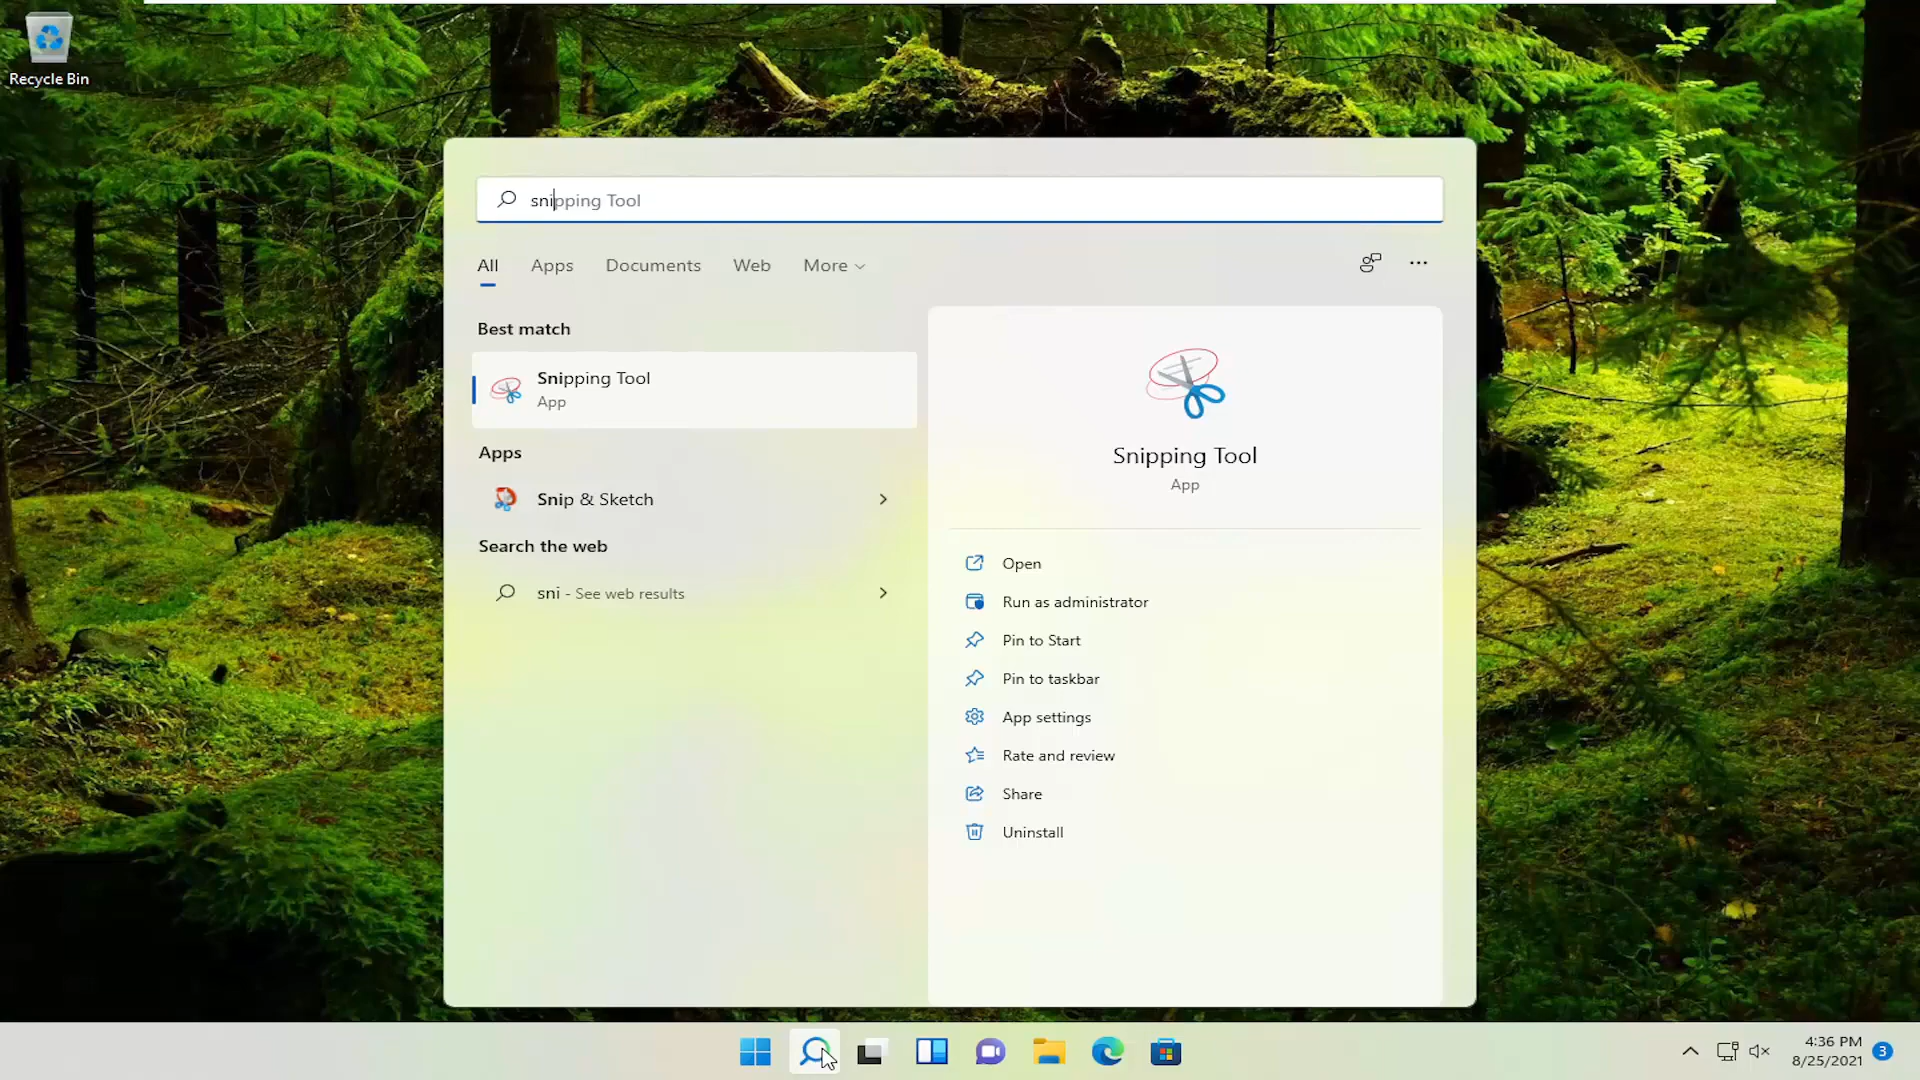 Recycle Bin
snipping Tool
All Apps Documents Web More
Best match
Snipping Tool
App
Apps
Snip & Sketch
Search the web
sni - See web results
Snipping Tool
App
Open
Run as administrator
Pin to Start
Pin to taskbar
App settings
Rate and review
Share
Uninstall
4:36 PM
8/25/2021
3